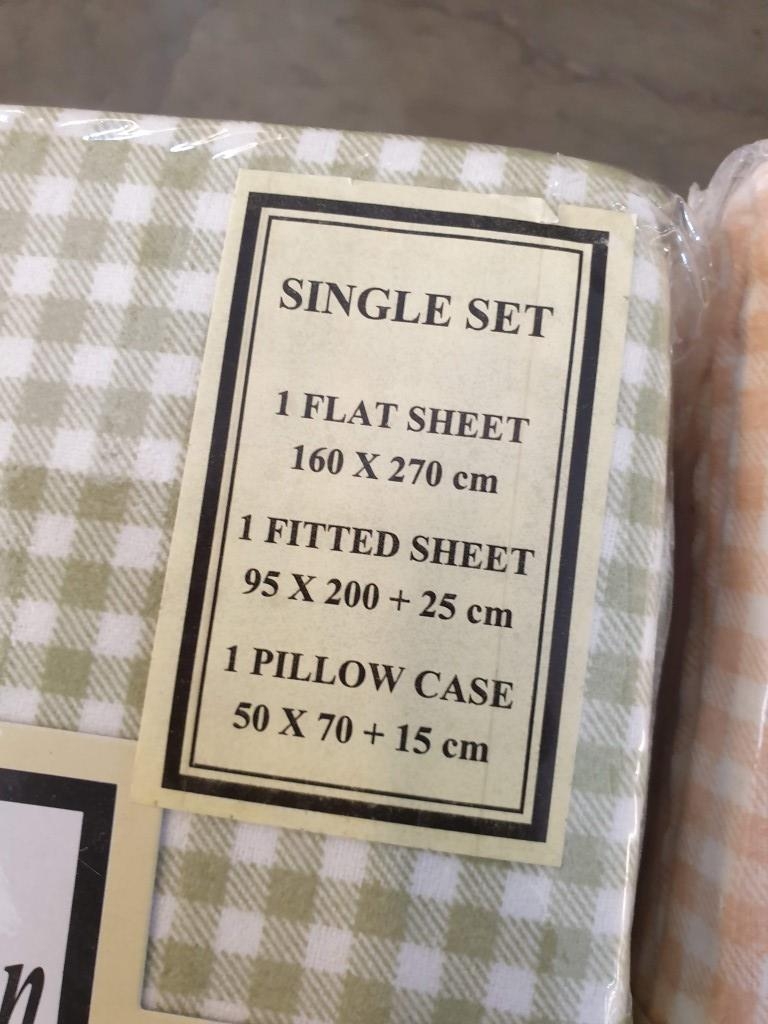 SINGLE SET
1 FLAT SHEET
160 X 270 cm
1 FITTED SHEET
95 X 200 + 25 cm
1 PILLOW CASE
50 X 70 + 15 cm
n